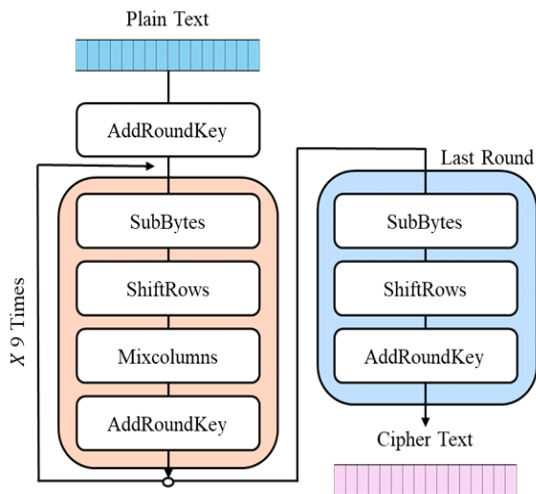 Plain Text
AddRoundKey
X 9 Times
SubBytes
ShiftRows
Mixcolumns
AddRoundKey
Last Round
SubBytes
ShiftRows
AddRoundKey
Cipher Text